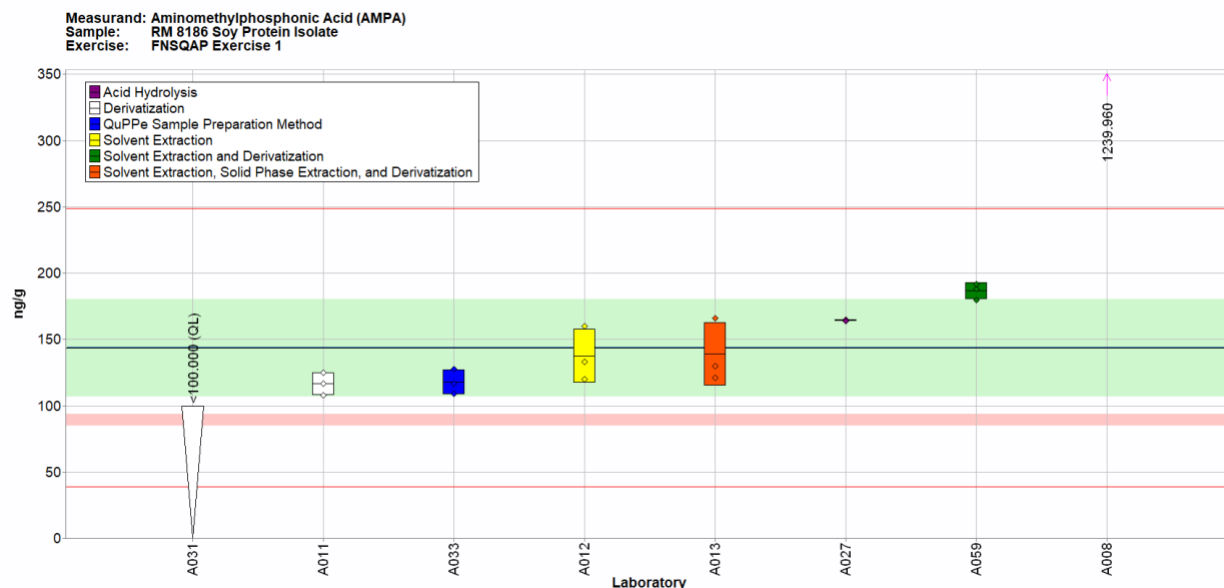 Measurand: Aminomethylphosphonic Acid (AMPA)
Sample: RM 8186 Soy Protein Isolate
Exercise: FNSQAP Exercise 1
350
300
250
200
150
100
50
0
ng/g
Acid Hydrolysis
Derivatization
QuPPe Sample Preparation Method
Solvent Extraction
Solvent Extraction and Derivatization
Solvent Extraction, Solid Phase Extraction, and Derivatization
<100.000 (QL)
1239.960
A031
A011
A033
A012
A013
A027
A059
A008
Laboratory